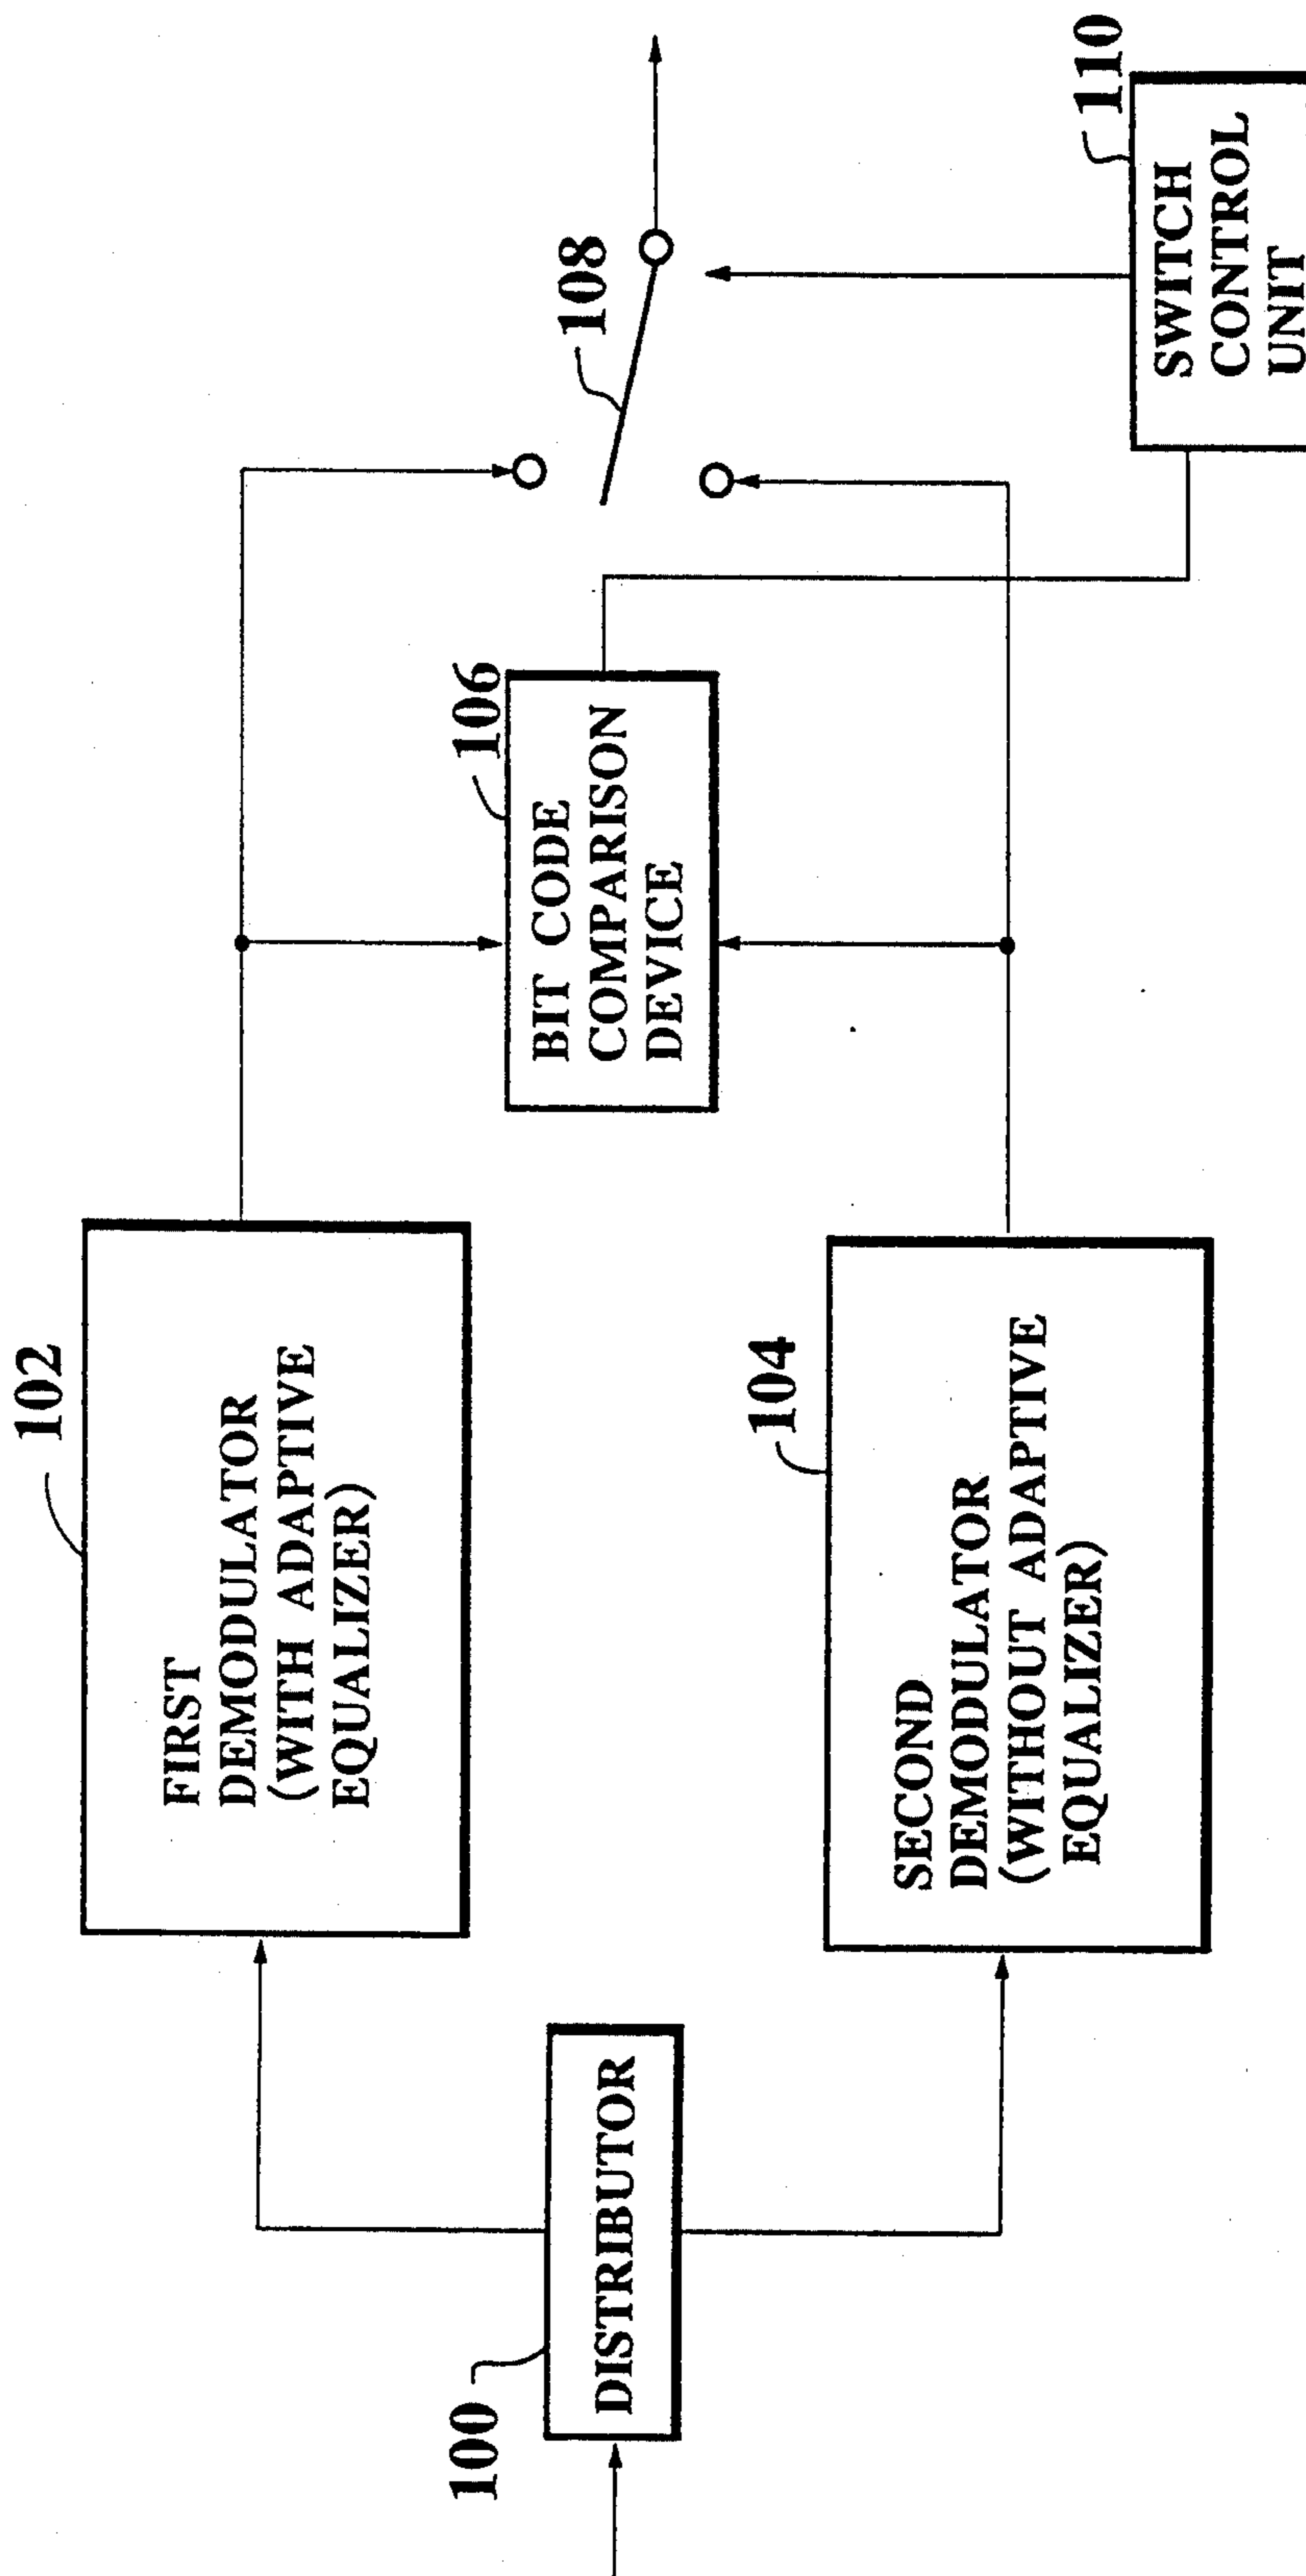 100
DISTRIBUTOR
102
FIRST
DEMODULATOR
(WITH ADAPTIVE
EQUALIZER)
104
SECOND
DEMODULATOR
(WITHOUT ADAPTIVE
EQUALIZER)
106
BIT CODE
COMPARISON
DEVICE
108
110
SWITCH
CONTROL
UNIT